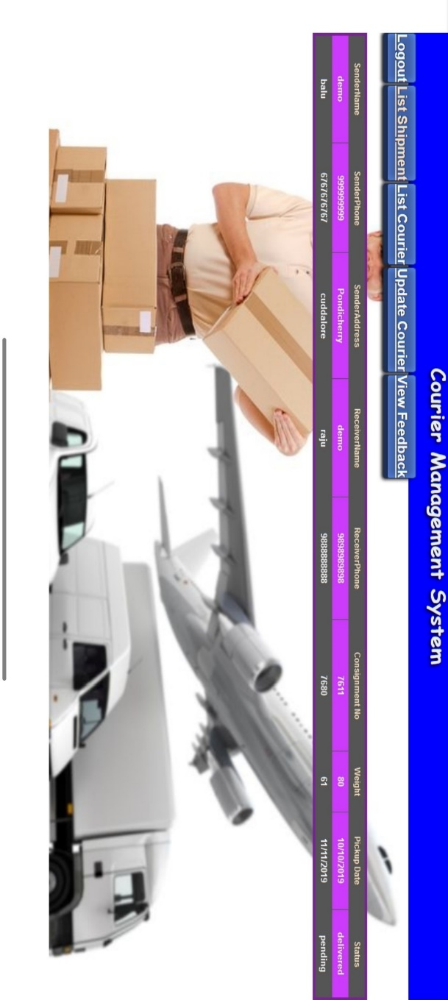 Courier Management System
Logout List Shipment List Courier Update Courier View Feedback
SenderName SenderPhone SenderAddress ReceiverName ReceiverPhone Consignment No Weight Pickup Date Status
demo 9999999999 Pondicherry demo 9898989898 7611 80 10/10/2019 delivered
balu 6767676767 cuddalore raju 9888888888 7680 61 11/11/2019 pending